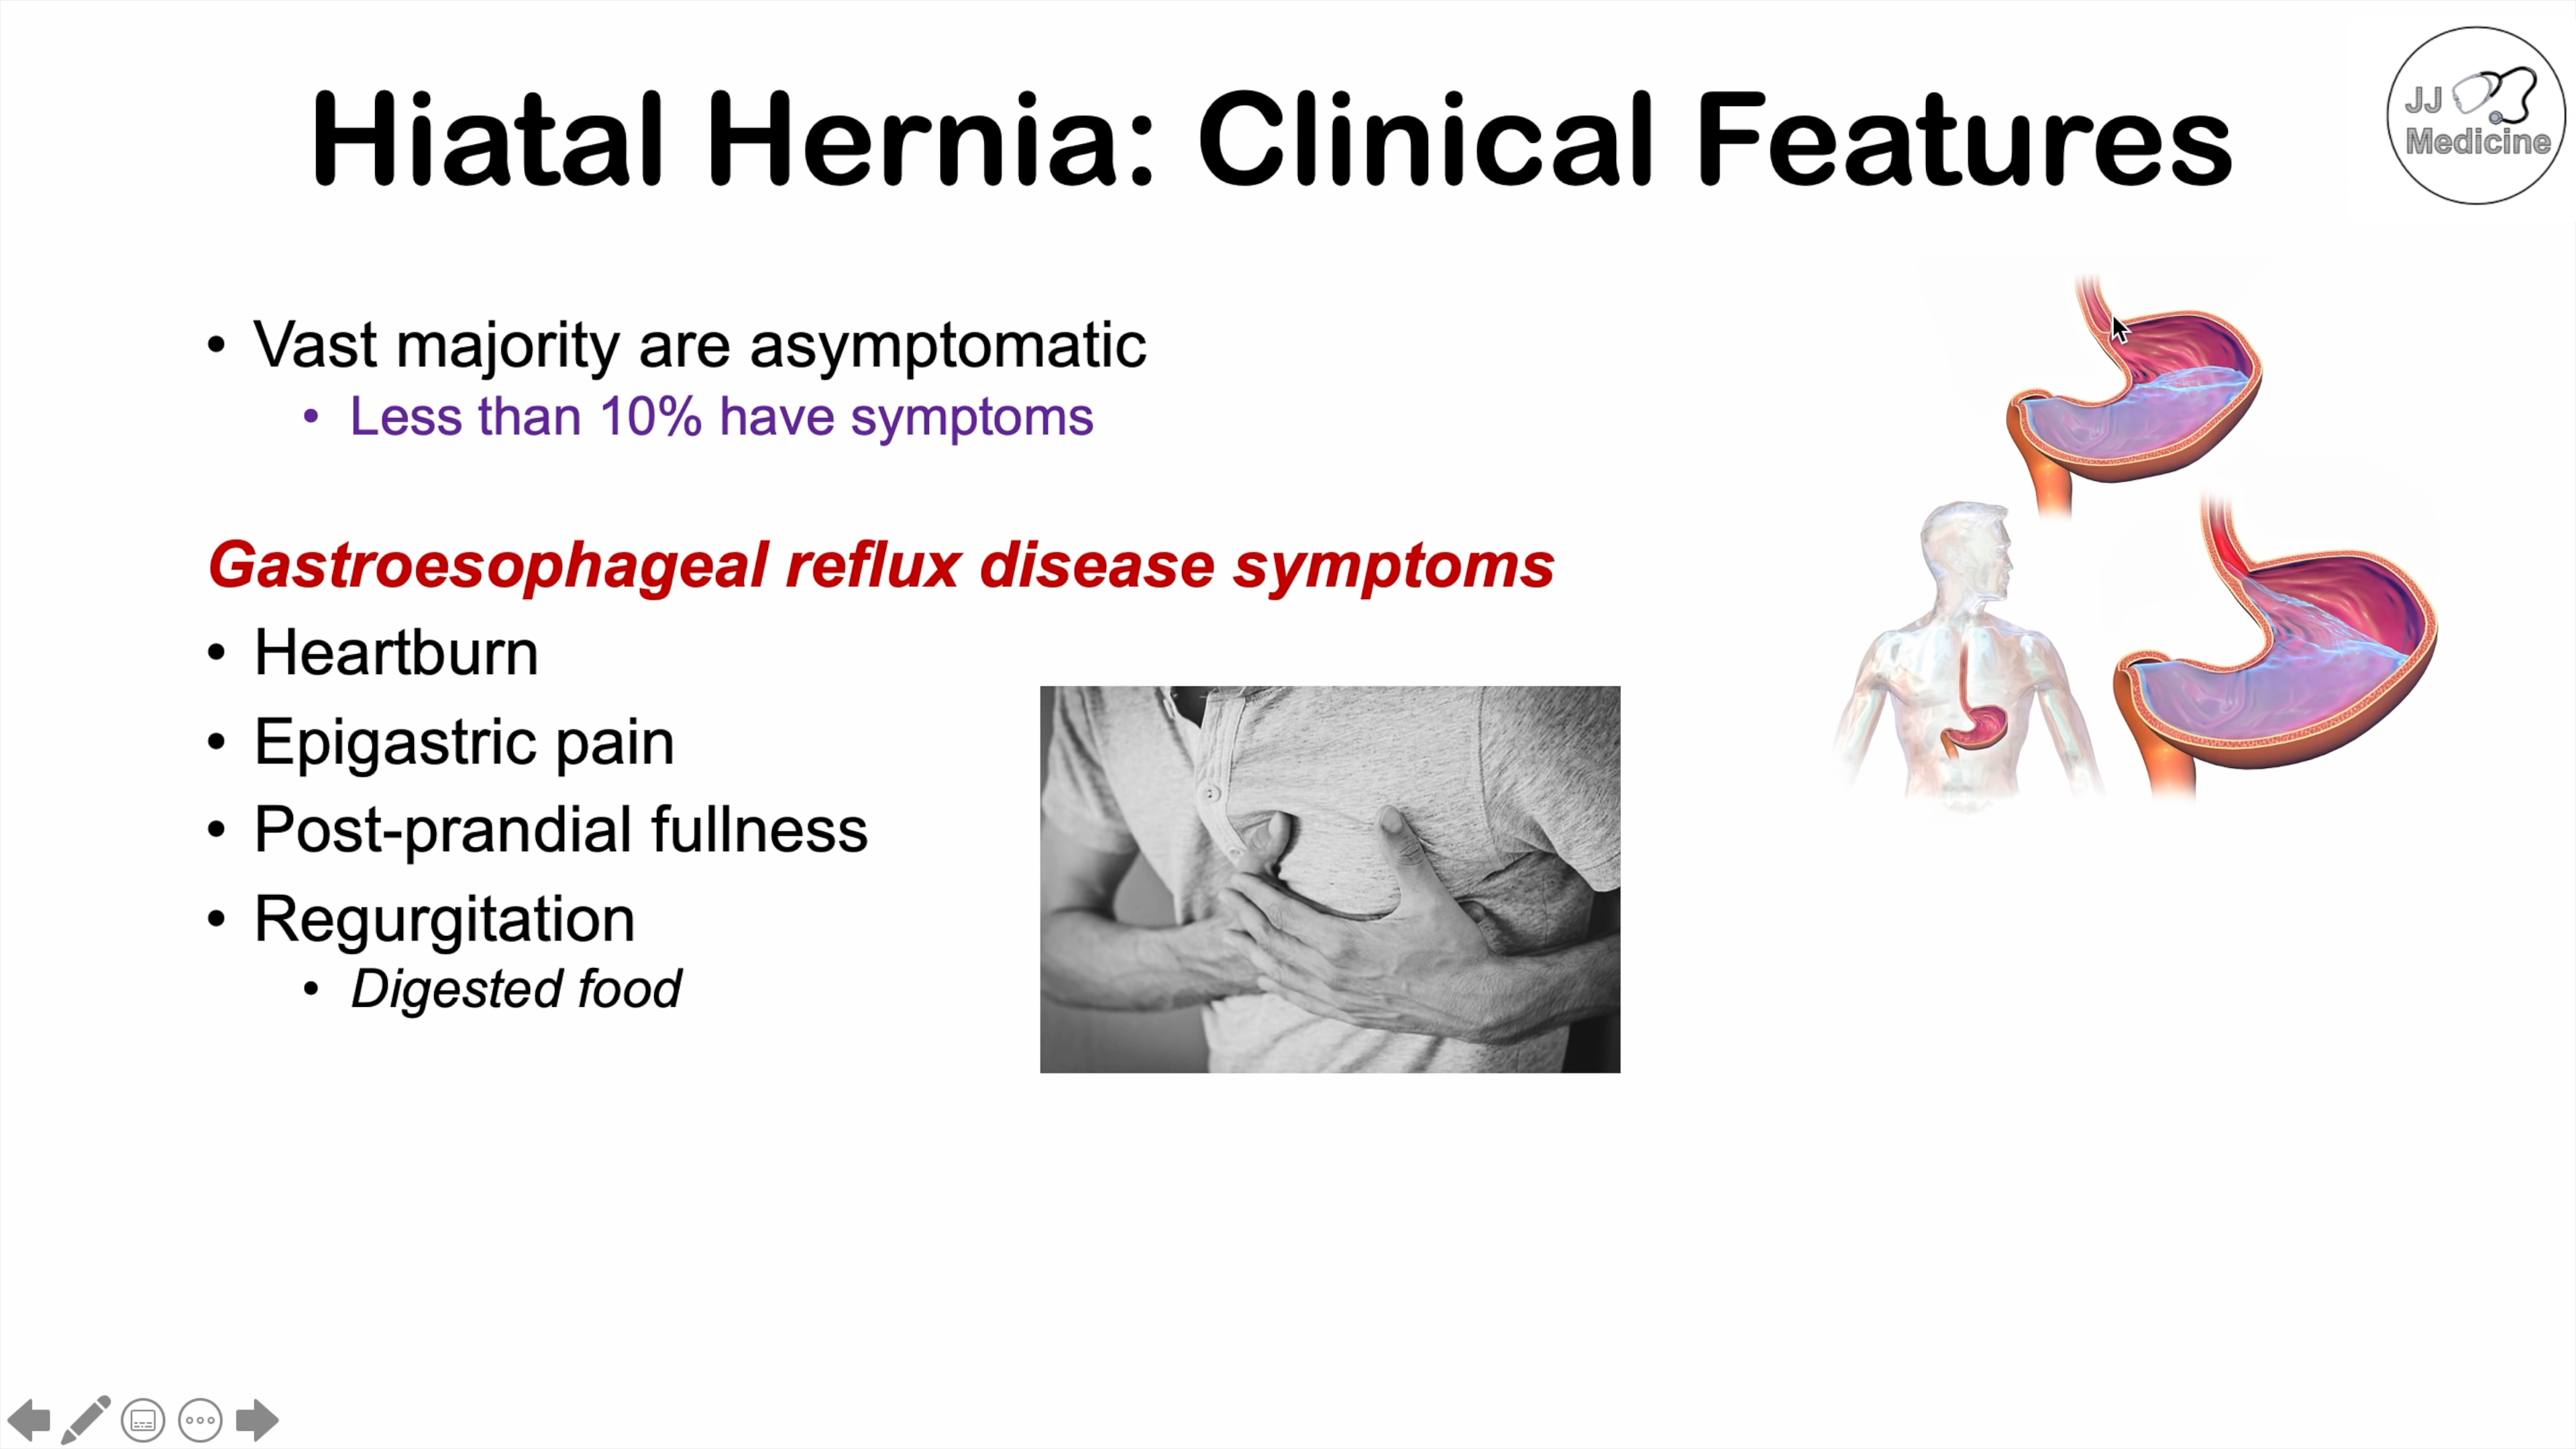 Hiatal Hernia: Clinical Features
JJ
Medicine
• Vast majority are asymptomatic
• Less than 10% have symptoms
Gastroesophageal reflux disease symptoms
• Heartburn
• Epigastric pain
• Post-prandial fullness
• Regurgitation
• Digested food